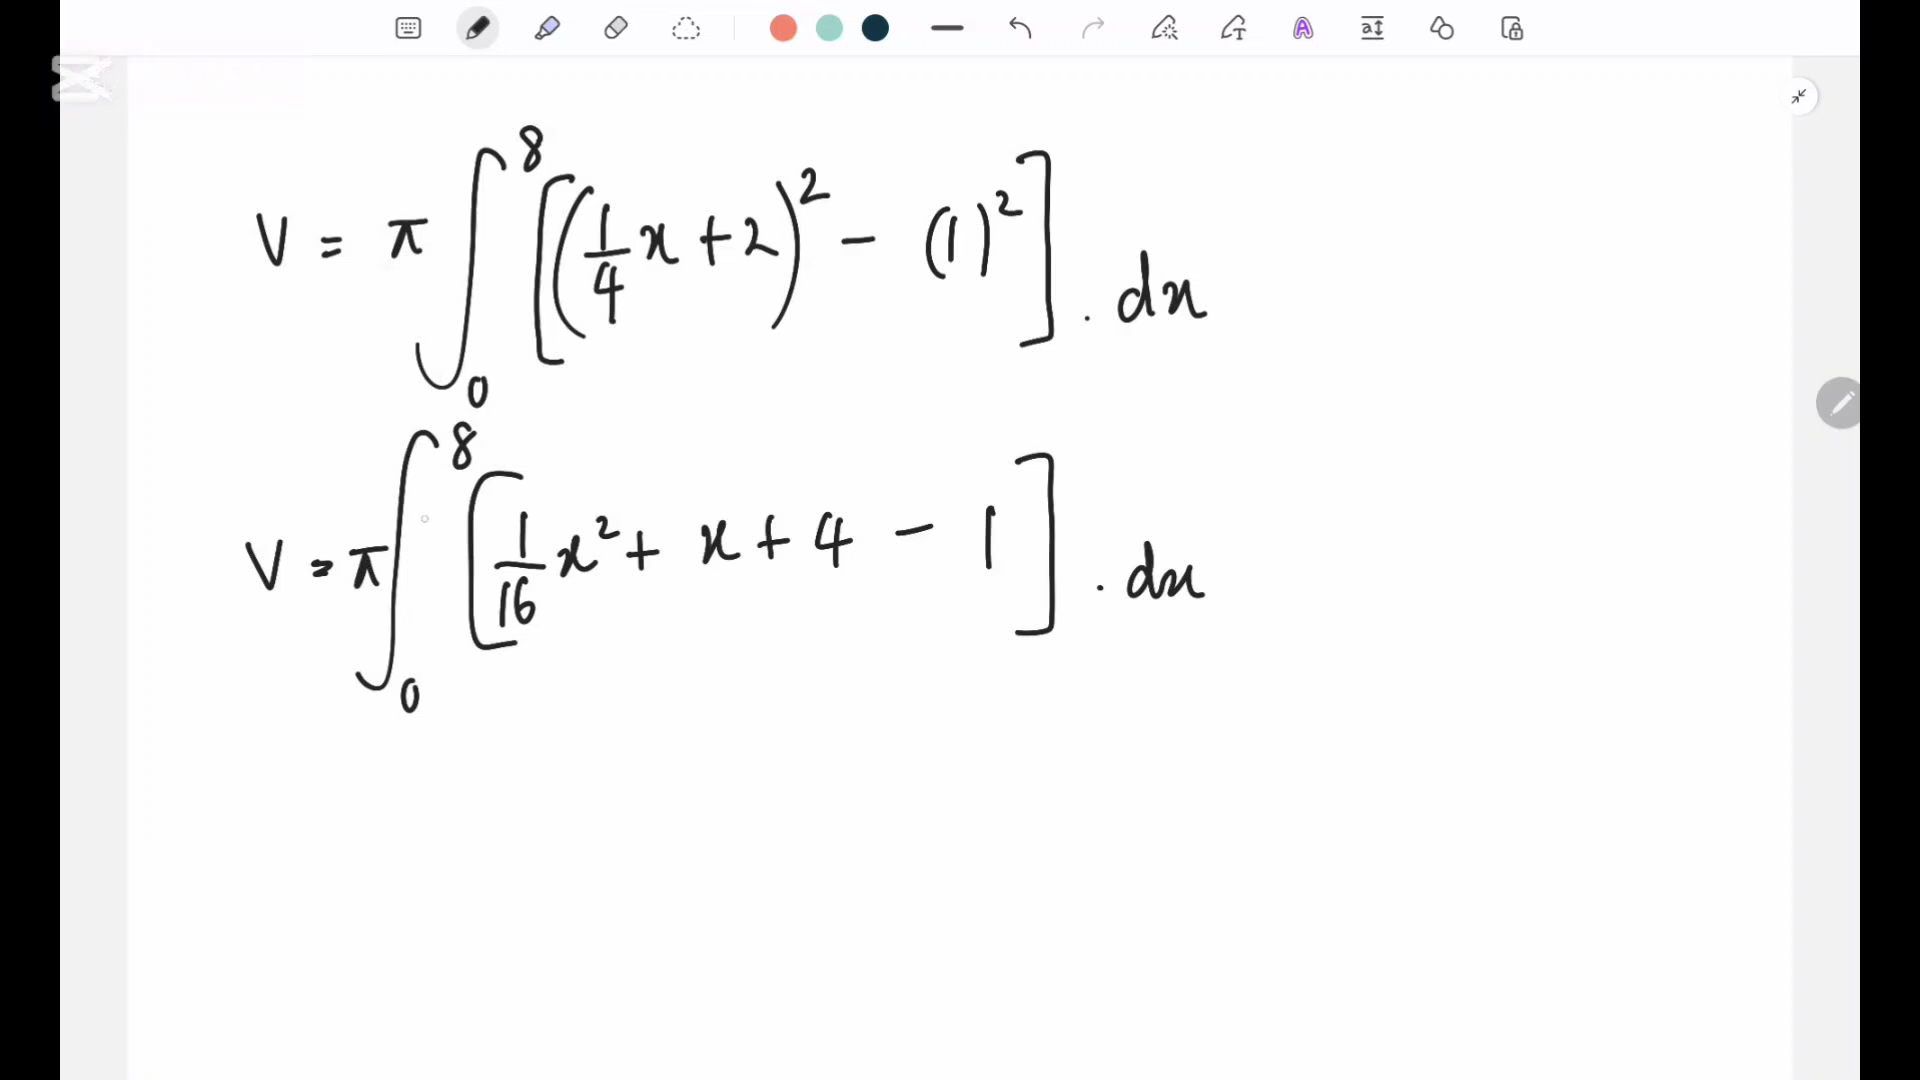 V = π ∫₀⁸ [(1/4 x + 2)² − (1)²] . dx
V = π ∫₀⁸ [1/16 x² + x + 4 − 1] . dx